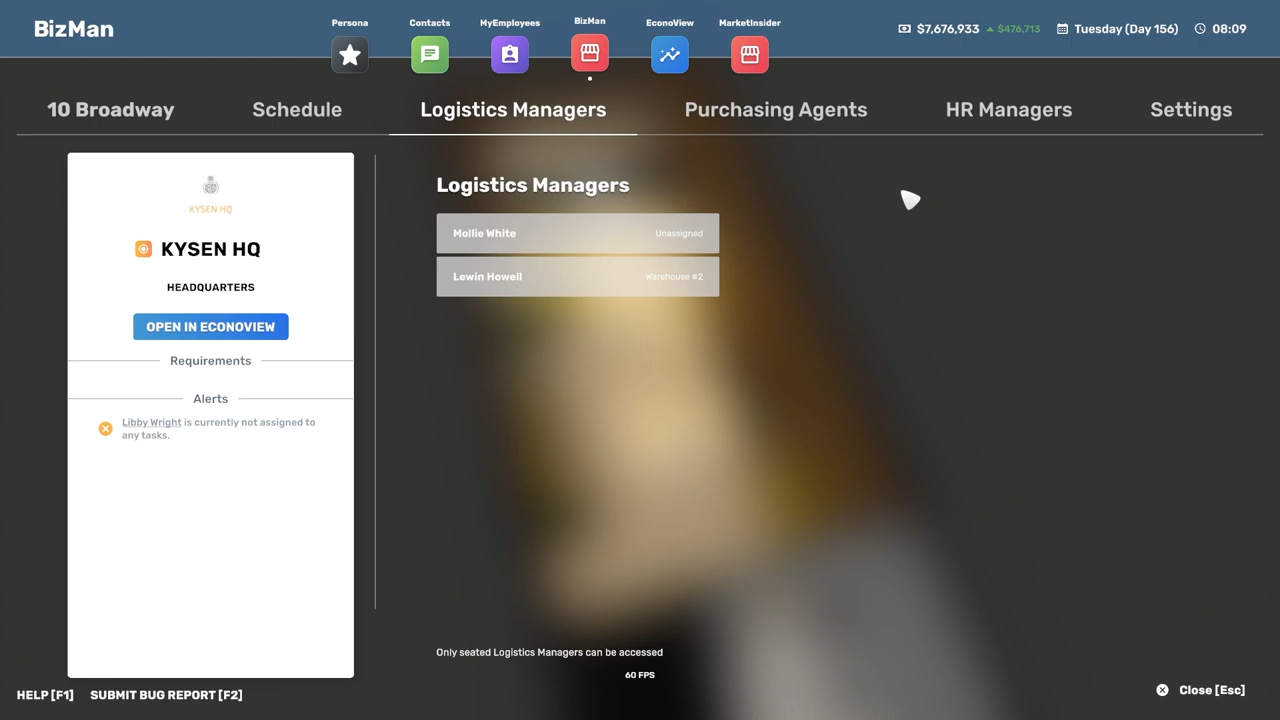 BizMan
Persona
Contacts
MyEmployees
BizMan
EconoView
MarketInsider
$7,676,933
$476,713
Tuesday (Day 156)
08:09
10 Broadway
Schedule
Logistics Managers
Purchasing Agents
HR Managers
Settings
KYSEN HQ
KYSEN HQ
HEADQUARTERS
OPEN IN ECONOVIEW
Requirements
Alerts
Libby Wright is currently not assigned to
any tasks.
Logistics Managers
Mollie White
Unassigned
Lewin Howell
Warehouse #2
Only seated Logistics Managers can be accessed
60 FPS
HELP [F1]
SUBMIT BUG REPORT [F2]
Close [Esc]